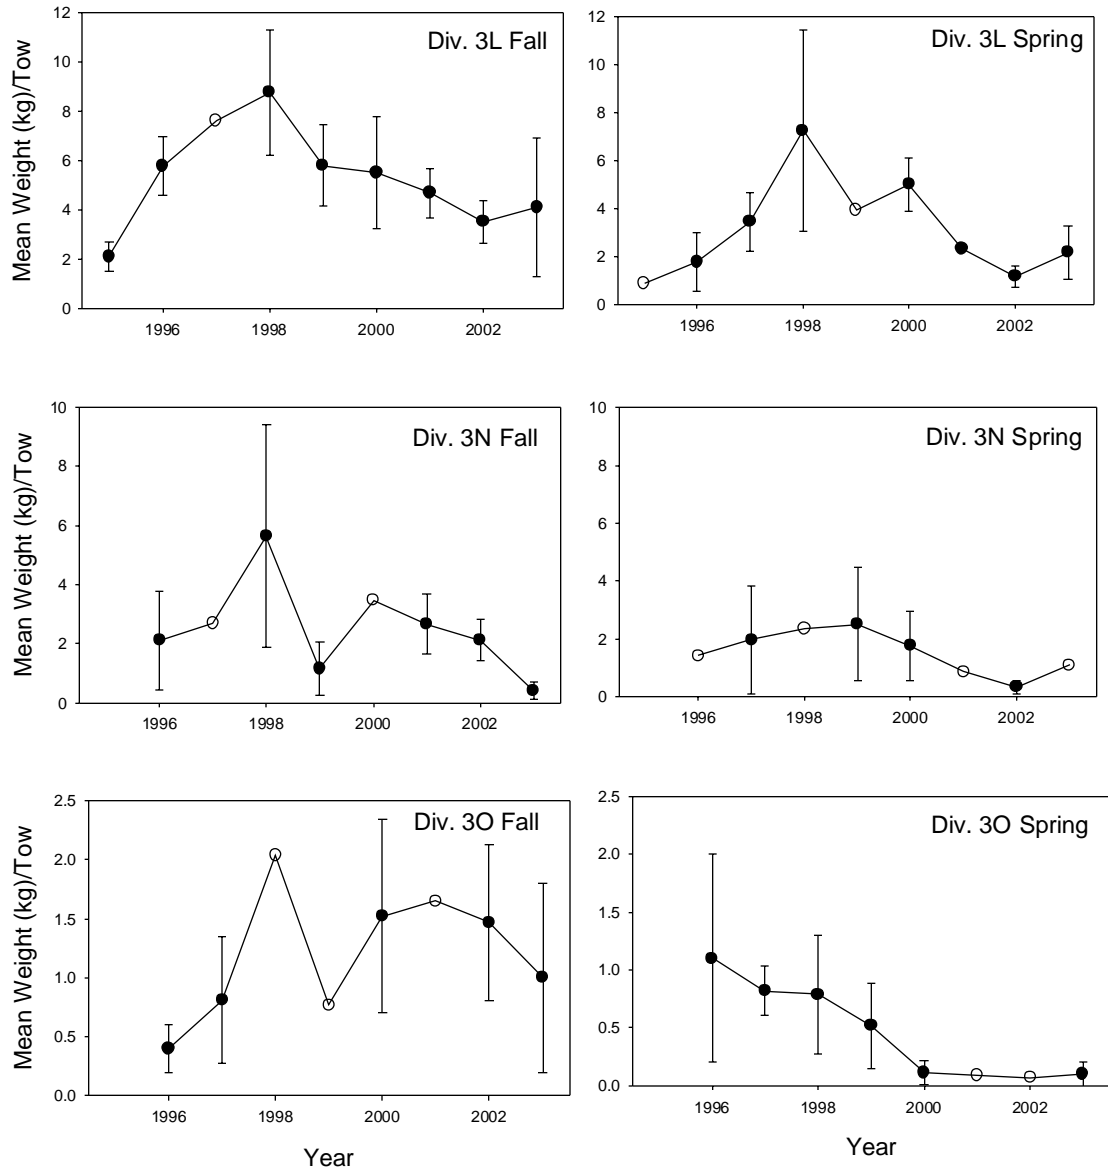 Div. 3L Fall
Mean Weight (kg)/Tow
12
10
8
6
4
2
0
1996 1998 2000 2002
Div. 3L Spring
12
10
8
6
4
2
0
1996 1998 2000 2002
Div. 3N Fall
Mean Weight (kg)/Tow
10
8
6
4
2
0
1996 1998 2000 2002
Div. 3N Spring
10
8
6
4
2
0
1996 1998 2000 2002
Div. 3O Fall
Mean Weight (kg)/Tow
2.5
2.0
1.5
1.0
0.5
0.0
1996 1998 2000 2002
Year
Div. 3O Spring
2.5
2.0
1.5
1.0
0.5
0.0
1996 1998 2000 2002
Year